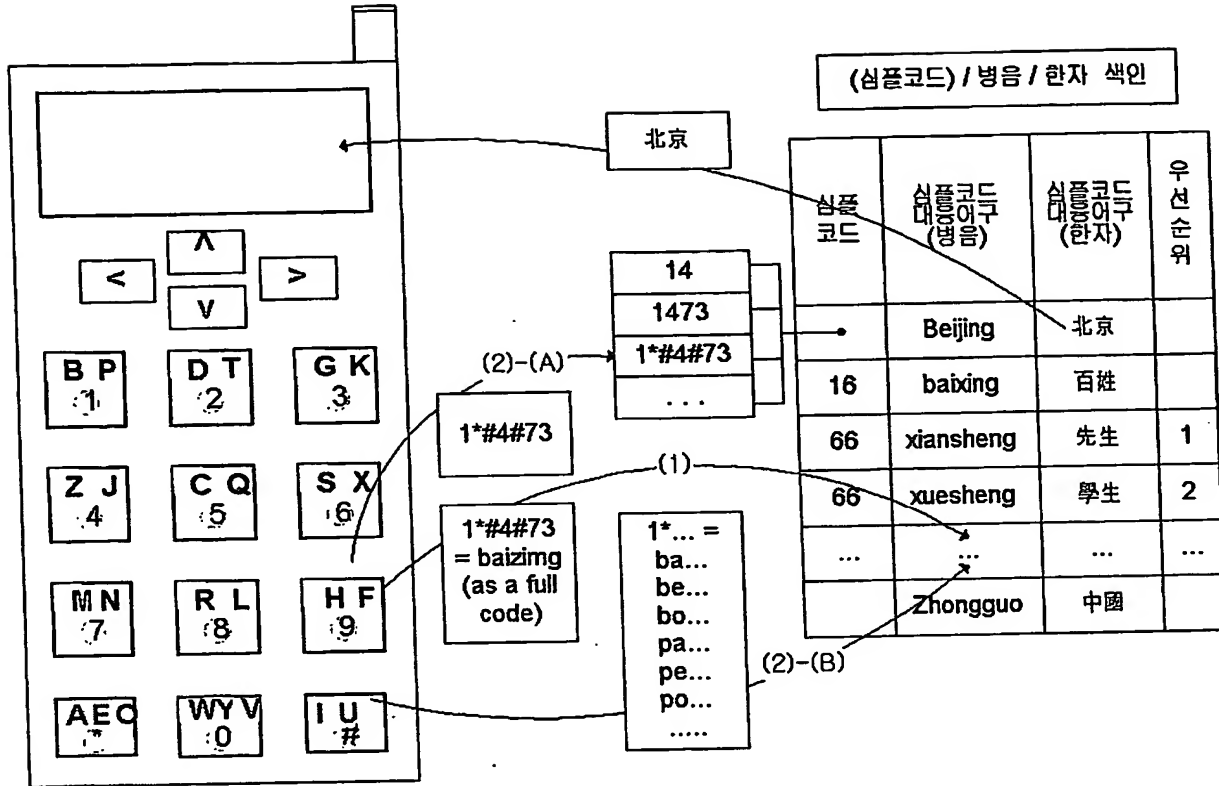 <
^
v
>
B P
1
D T
2
G K
3
Z J
4
C Q
5
S X
6
M N
7
R L
8
H F
9
A E O
*
W Y V
0
I U
#
北京
14
1473
1*#4#73
...
(2)-(A)
1*#4#73
(1)
1*#4#73
= baizimg
(as a full
code)
1*... =
ba...
be...
bo...
pa...
pe...
po...
.....
(2)-(B)
(심플코드) / 병음 / 한자 색인
심플
코드
심플코드
대응어구
(병음)
심플코드
대응어구
(한자)
우
선
순
위
Beijing 北京
16 baixing 百姓
66 xiansheng 先生 1
66 xuesheng 學生 2
... ... ... ...
Zhongguo 中國